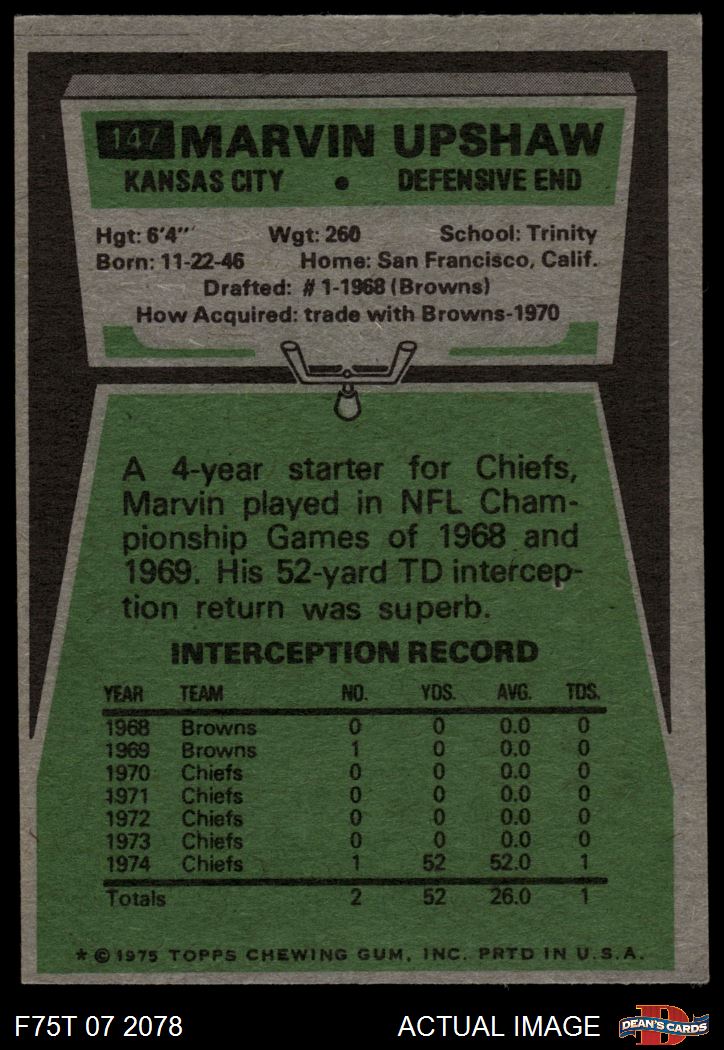 147 MARVIN UPSHAW
KANSAS CITY • DEFENSIVE END
Hgt: 6'4" Wgt: 260 School: Trinity
Born: 11-22-46 Home: San Francisco, Calif.
Drafted: #1-1968 (Browns)
How Acquired: trade with Browns-1970
A 4-year starter for Chiefs,
Marvin played in NFL Cham-
pionship Games of 1968 and
1969. His 52-yard TD intercep-
tion return was superb.
INTERCEPTION RECORD
YEAR TEAM NO. YDS. AVG. TDS.
1968 Browns 0 0 0.0 0
1969 Browns 1 0 0.0 0
1970 Chiefs 0 0 0.0 0
1971 Chiefs 0 0 0.0 0
1972 Chiefs 0 0 0.0 0
1973 Chiefs 0 0 0.0 0
1974 Chiefs 1 52 52.0 1
Totals 2 52 26.0 1
* © 1975 TOPPS CHEWING GUM, INC. PRTD IN U.S.A.
F75T 07 2078 ACTUAL IMAGE D DEAN'S CARDS